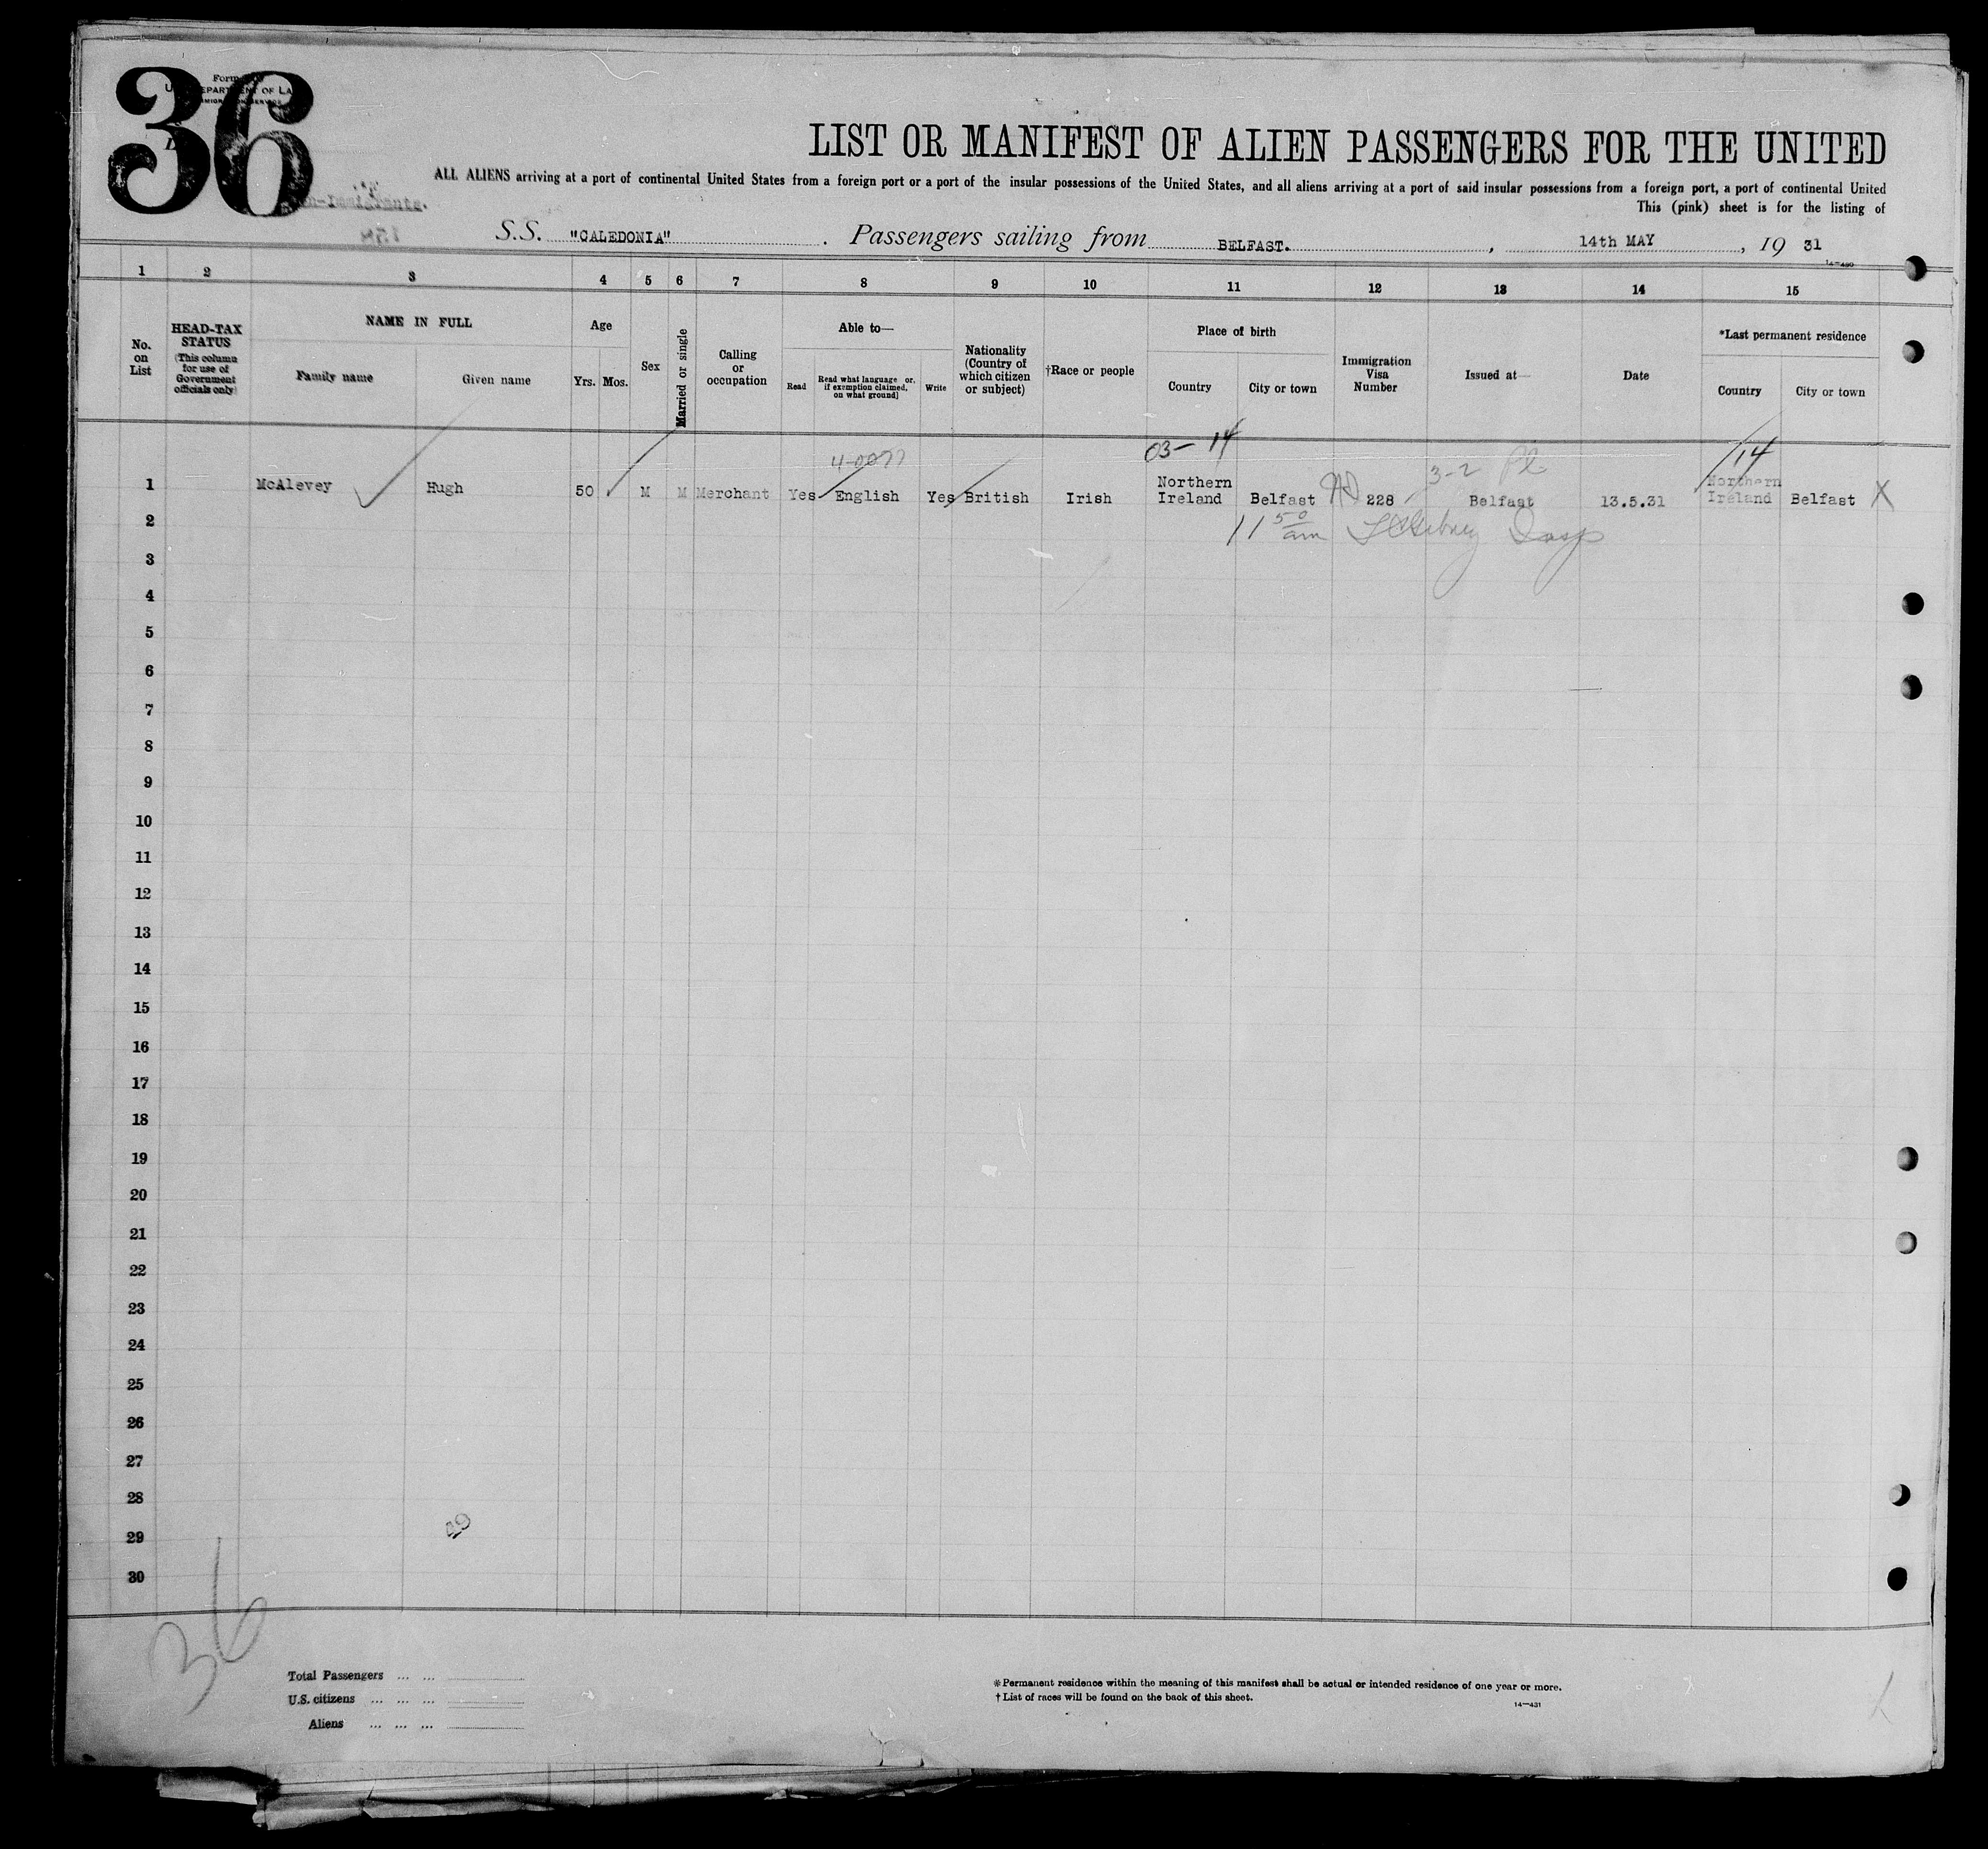 36
Form
LIST OR MANIFEST OF ALIEN PASSENGERS FOR THE UNITED
ALL ALIENS arriving at a port of continental United States from a foreign port or a port of the insular possessions of the United States, and all aliens arriving at a port of said insular possessions from a foreign port, a port of continental United
This (pink) sheet is for the listing of
S.S. "CALEDONIA" . Passengers sailing from BELFAST. , 14th MAY , 19 31
1 2 3 4 5 6 7 8 9 10 11 12 13 14 15
No. on List
HEAD-TAX STATUS
(This column for use of Government officials only)
NAME IN FULL
Family name
Given name
Age
Yrs. Mos.
Sex
Married or single
Calling or occupation
Able to—
Read
Read what language or, if exemption claimed, on what ground]
Write
Nationality (Country of which citizen or subject)
†Race or people
Place of birth
Country
City or town
Immigration Visa Number
Issued at—
Date
*Last permanent residence
Country
City or town
03- 14
14
3-2
1 McAlevey Hugh 50 M M Merchant Yes English Yes British Irish Northern Ireland Belfast 228 Belfast 13.5.31 Northern Ireland Belfast X
11 50 am
2
3
4
5
6
7
8
9
10
11
12
13
14
15
16
17
18
19
20
21
22
23
24
25
26
27
28
29
30
36
Total Passengers ... ...
U.S. citizens ... ... ...
Aliens ... ... ...
* Permanent residence within the meaning of this manifest shall be actual or intended residence of one year or more.
† List of races will be found on the back of this sheet.
14—431